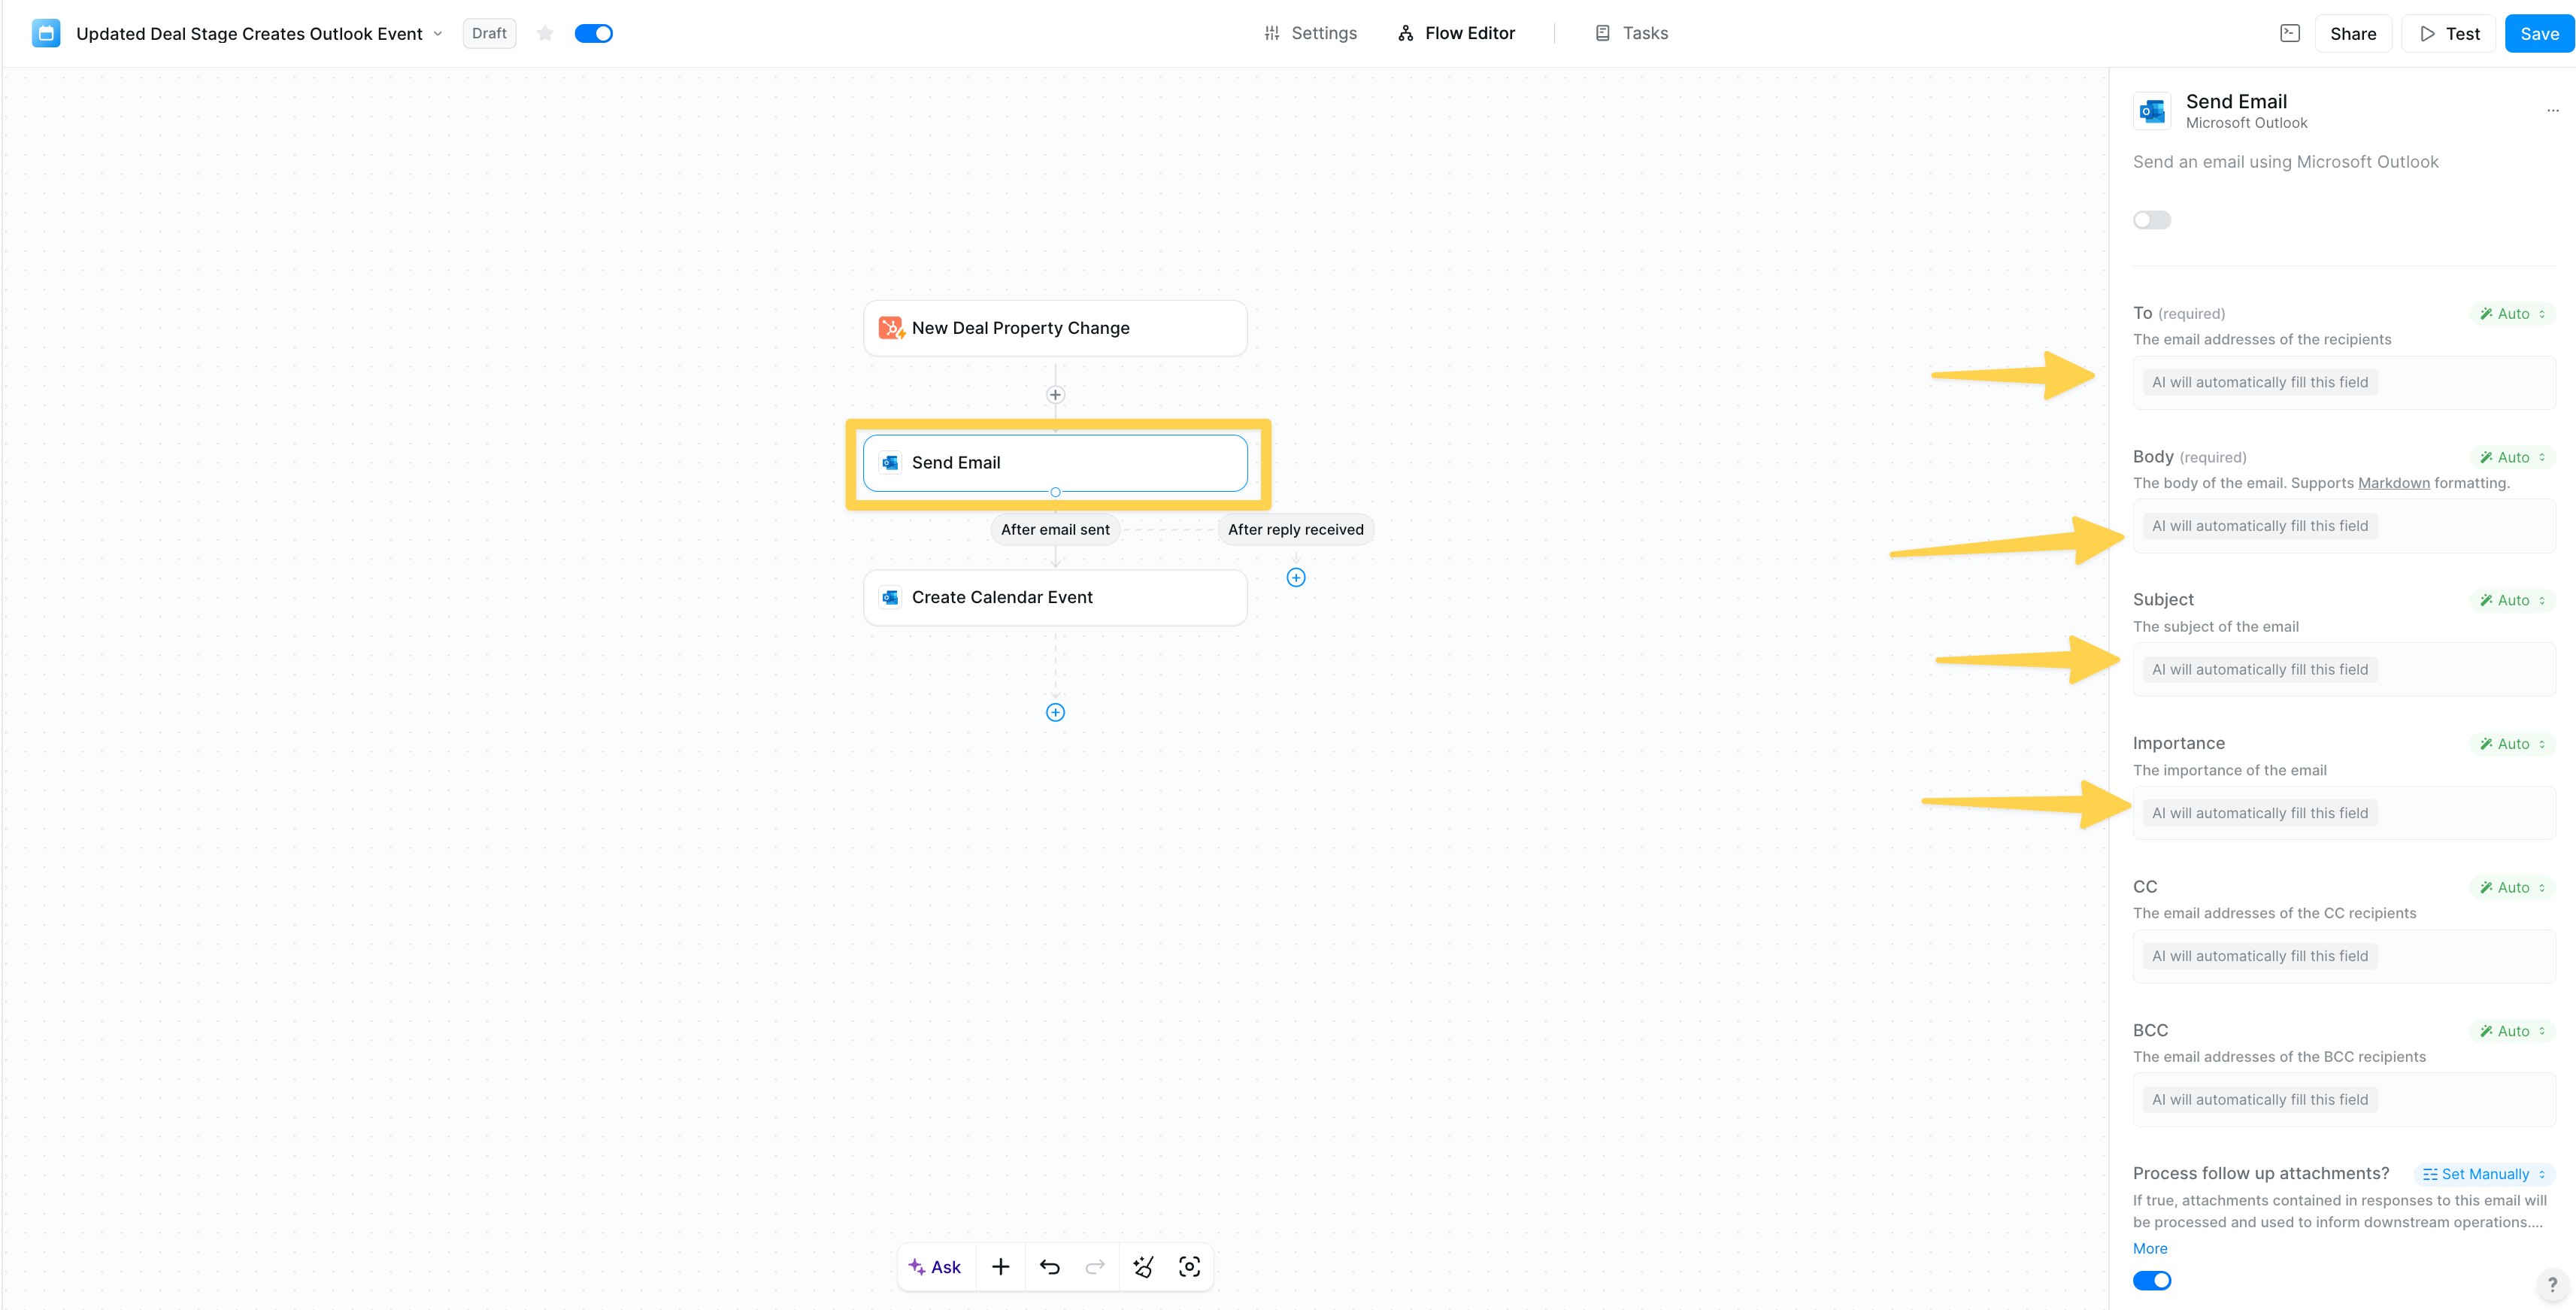 Updated Deal Stage Creates Outlook Event
Draft
Settings
Flow Editor
Tasks
Share
Test
Save
New Deal Property Change
Send Email
After email sent
After reply received
Create Calendar Event
Ask
Send Email
Microsoft Outlook
Send an email using Microsoft Outlook
To (required)
Auto
The email addresses of the recipients
AI will automatically fill this field
Body (required)
Auto
The body of the email. Supports Markdown formatting.
AI will automatically fill this field
Subject
Auto
The subject of the email
AI will automatically fill this field
Importance
Auto
The importance of the email
AI will automatically fill this field
CC
Auto
The email addresses of the CC recipients
AI will automatically fill this field
BCC
Auto
The email addresses of the BCC recipients
AI will automatically fill this field
Process follow up attachments?
Set Manually
If true, attachments contained in responses to this email will
be processed and used to inform downstream operations....
More
?